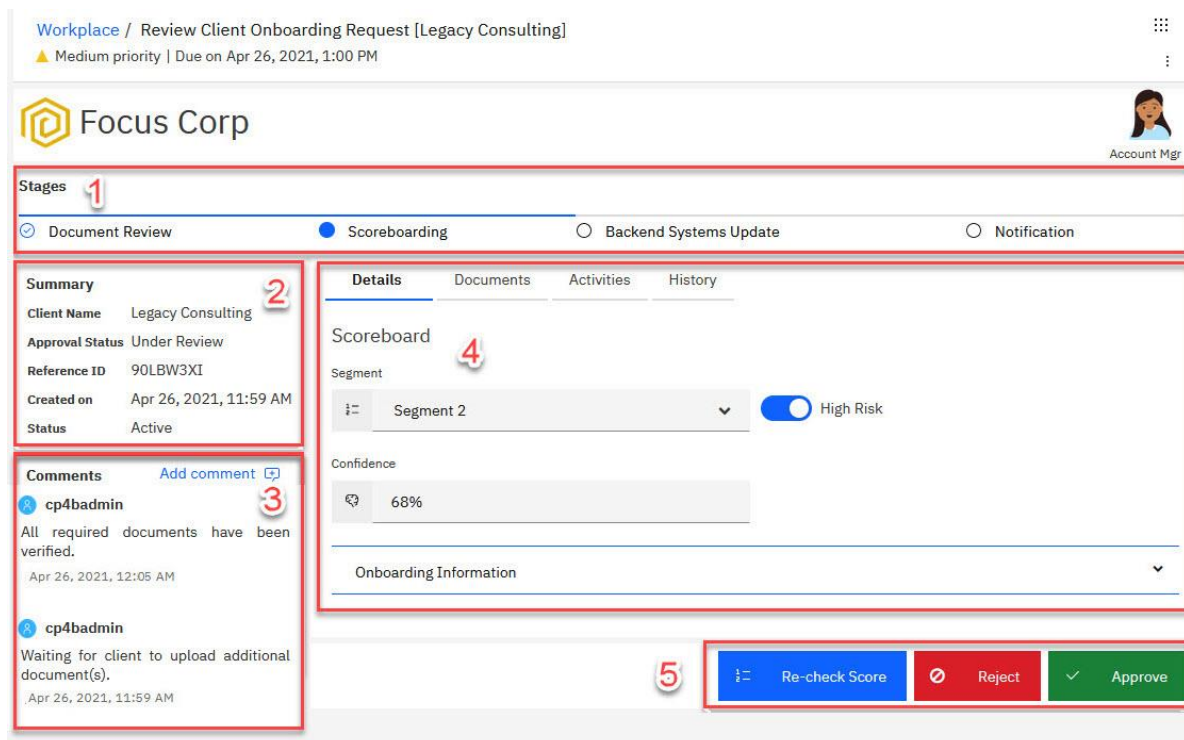 Workplace / Review Client Onboarding Request [Legacy Consulting]
Medium priority | Due on Apr 26, 2021, 1:00 PM
Focus Corp
Account Mgr
Stages 1
Document Review Scoreboarding Backend Systems Update Notification
Summary 2
Client Name Legacy Consulting
Approval Status Under Review
Reference ID 90LBW3XI
Created on Apr 26, 2021, 11:59 AM
Status Active
Comments Add comment
3
cp4badmin
All required documents have been
verified.
Apr 26, 2021, 12:05 AM
cp4badmin
Waiting for client to upload additional
document(s).
Apr 26, 2021, 11:59 AM
Details Documents Activities History
Scoreboard 4
Segment
Segment 2 High Risk
Confidence
68%
Onboarding Information
5 Re-check Score Reject Approve